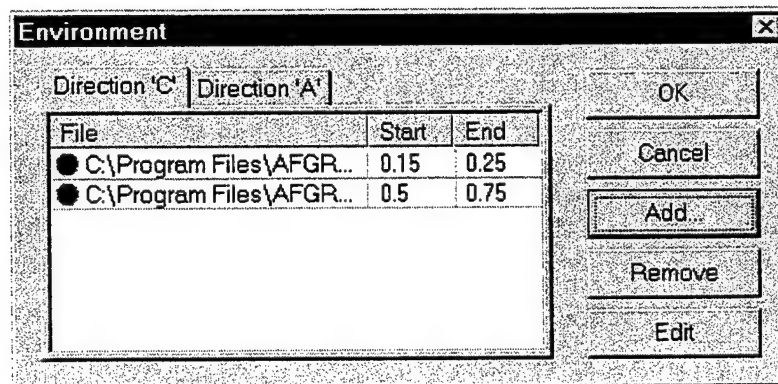 Environment
Direction 'C' Direction 'A'
File Start End
C:\Program Files\AFGR... 0.15 0.25
C:\Program Files\AFGR... 0.5 0.75
OK
Cancel
Add...
Remove
Edit